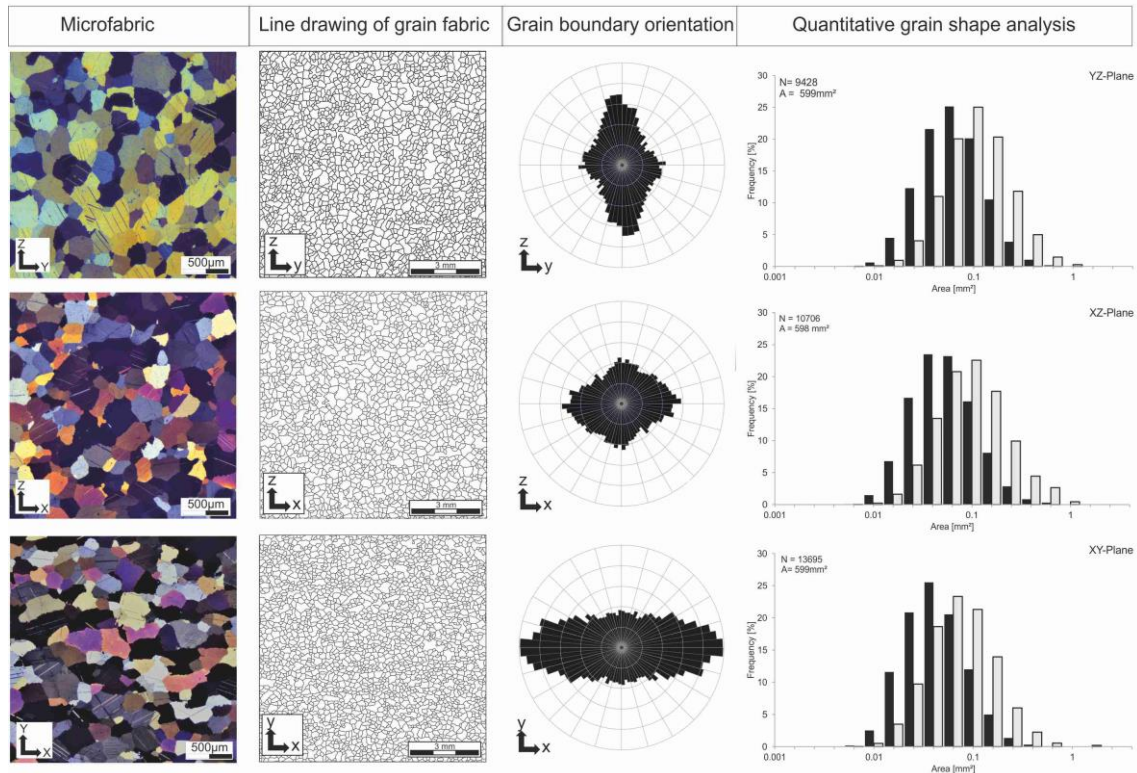 Microfabric
Line drawing of grain fabric
Grain boundary orientation
Quantitative grain shape analysis
Z
Y
500µm
Z
y
3 mm
Z
y
N= 9428
A = 599mm²
YZ-Plane
Frequency [%]
30
25
20
15
10
5
0
0.001
0.01
0.1
1
Area [mm²]
Z
X
500µm
Z
x
3 mm
Z
x
N = 10706
A = 598 mm²
XZ-Plane
Frequency [%]
30
25
20
15
10
5
0
0.001
0.01
0.1
1
Area [mm²]
Y
X
500µm
y
x
3 mm
y
x
N = 13695
A= 599mm²
XY-Plane
Frequency [%]
30
25
20
15
10
5
0
0.001
0.01
0.1
1
Area [mm²]